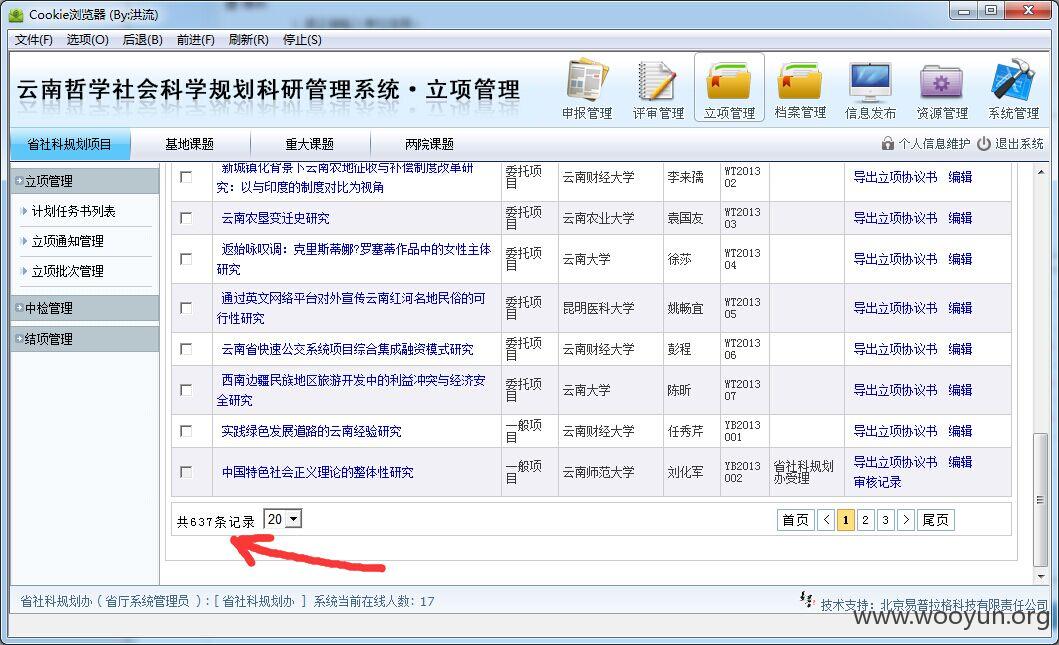 Cookie浏览器 (By:洪流)
文件(F) 选项(O) 后退(B) 前进(F) 刷新(R) 停止(S)
云南哲学社会科学规划科研管理系统·立项管理
申报管理 评审管理 立项管理 档案管理 信息发布 资源管理 系统管理
省社科规划项目 基地课题 重大课题 两院课题 个人信息维护 退出系统
立项管理
计划任务书列表
立项通知管理
立项批次管理
中检管理
结项管理
新城镇化背景下云南农地征收与补偿制度改革研
究：以与印度的制度对比为视角
委托项
目
云南财经大学
李来孺
WT2013
02
导出立项协议书 编辑
云南农垦变迁史研究
委托项
目
云南农业大学
袁国友
WT2013
03
导出立项协议书 编辑
返始咏叹调：克里斯蒂娜?罗塞蒂作品中的女性主体
研究
委托项
目
云南大学
徐莎
WT2013
04
导出立项协议书 编辑
通过英文网络平台对外宣传云南红河名地民俗的可
行性研究
委托项
目
昆明医科大学
姚畅宜
WT2013
05
导出立项协议书 编辑
云南省快速公交系统项目综合集成融资模式研究
委托项
目
云南财经大学
彭程
WT2013
06
导出立项协议书 编辑
西南边疆民族地区旅游开发中的利益冲突与经济安
全研究
委托项
目
云南大学
陈昕
WT2013
07
导出立项协议书 编辑
实践绿色发展道路的云南经验研究
一般项
目
云南财经大学
任秀芹
YB2013
001
导出立项协议书 编辑
中国特色社会正义理论的整体性研究
一般项
目
云南师范大学
刘化军
YB2013
002
省社科规划
办受理
导出立项协议书 编辑
审核记录
共637条记录 20 首页 < 1 2 3 > 尾页
省社科规划办（省厅系统管理员 ）:[ 省社科规划办 ] 系统当前在线人数: 17
技术支持：北京易普拉格科技有限责任公司
www.wooyun.org